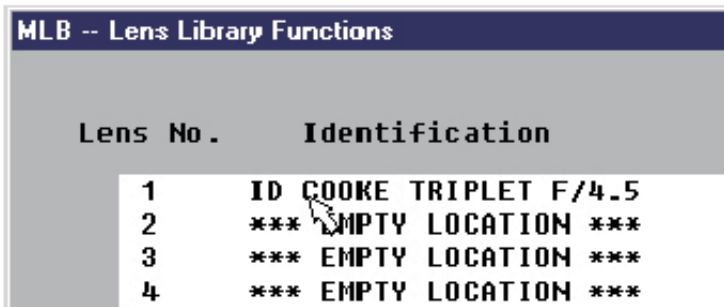 MLB -- Lens Library Functions
Lens No. Identification
1 ID COOKE TRIPLET F/4.5
2 *** EMPTY LOCATION ***
3 *** EMPTY LOCATION ***
4 *** EMPTY LOCATION ***